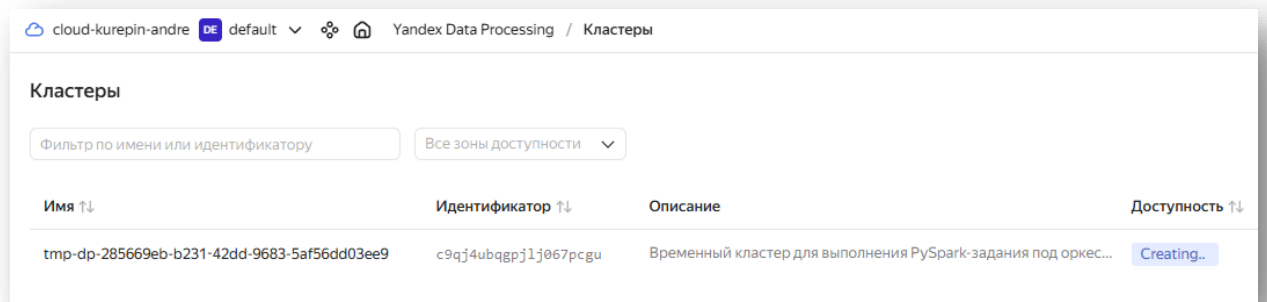 cloud-kurepin-andre DE default Yandex Data Processing / Кластеры
Кластеры
Фильтр по имени или идентификатору Все зоны доступности
Имя Идентификатор Описание Доступность
tmp-dp-285669eb-b231-42dd-9683-5af56dd03ee9 c9qj4ubqgpjlj067pcgu Временный кластер для выполнения PySpark-задания под оркес... Creating..